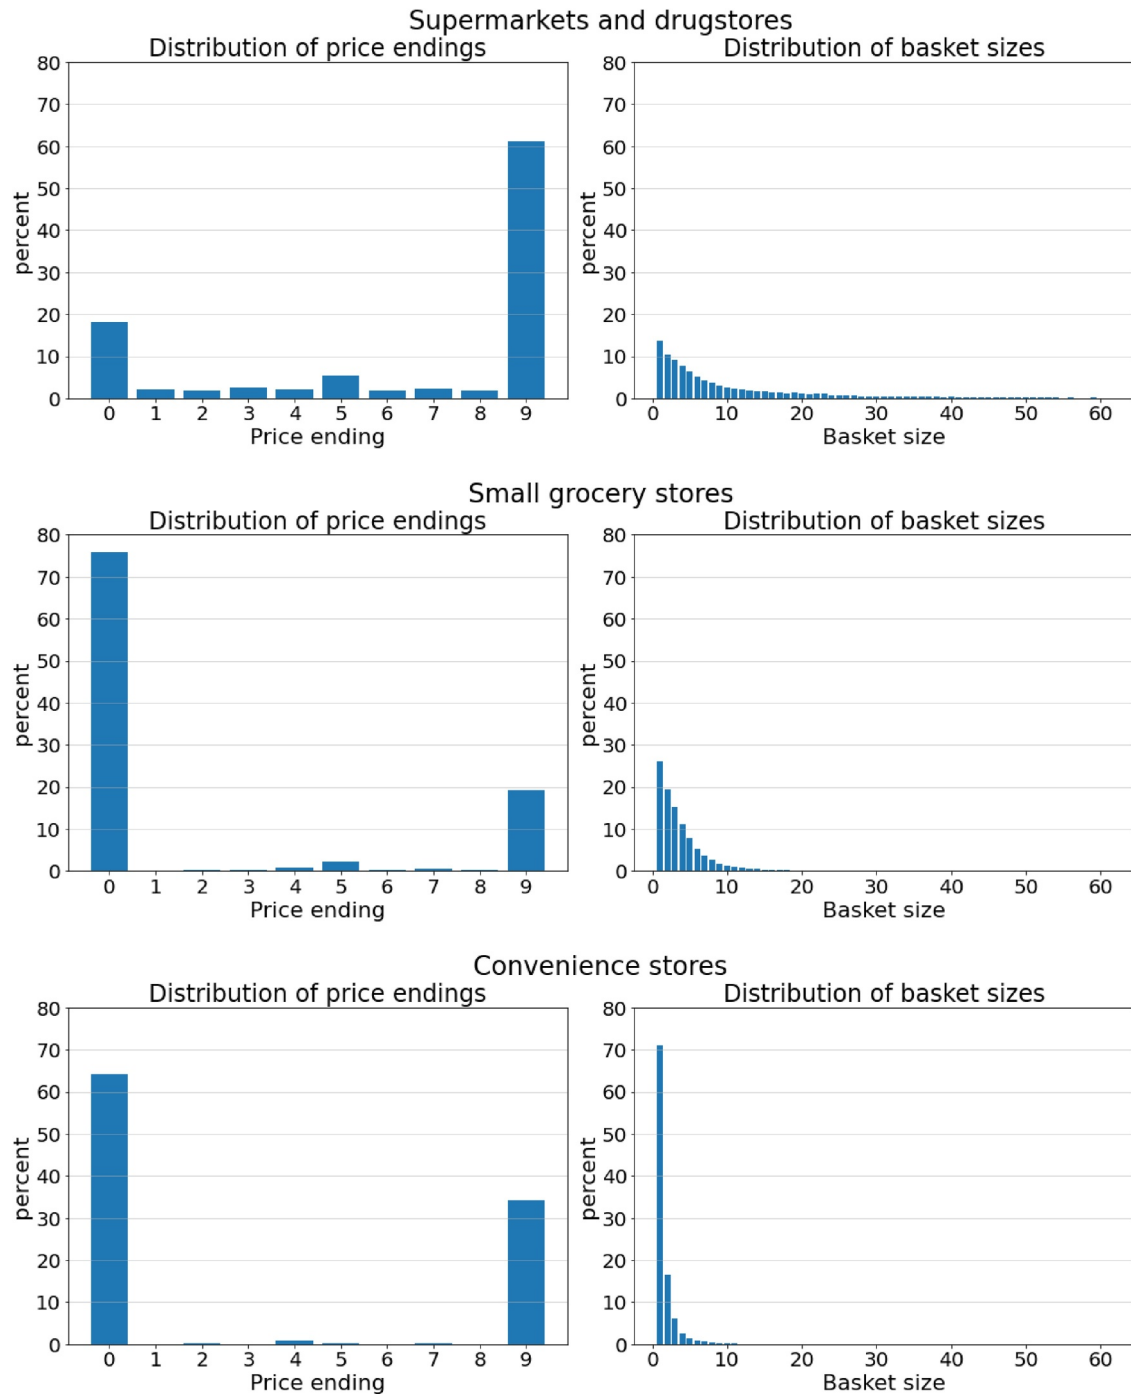 Supermarkets and drugstores
Distribution of price endings
80
70
60
50
40
30
20
10
0
percent
0 1 2 3 4 5 6 7 8 9
Price ending
Distribution of basket sizes
80
70
60
50
40
30
20
10
0
percent
0 10 20 30 40 50 60
Basket size
Small grocery stores
Distribution of price endings
80
70
60
50
40
30
20
10
0
percent
0 1 2 3 4 5 6 7 8 9
Price ending
Distribution of basket sizes
80
70
60
50
40
30
20
10
0
percent
0 10 20 30 40 50 60
Basket size
Convenience stores
Distribution of price endings
80
70
60
50
40
30
20
10
0
percent
0 1 2 3 4 5 6 7 8 9
Price ending
Distribution of basket sizes
80
70
60
50
40
30
20
10
0
percent
0 10 20 30 40 50 60
Basket size